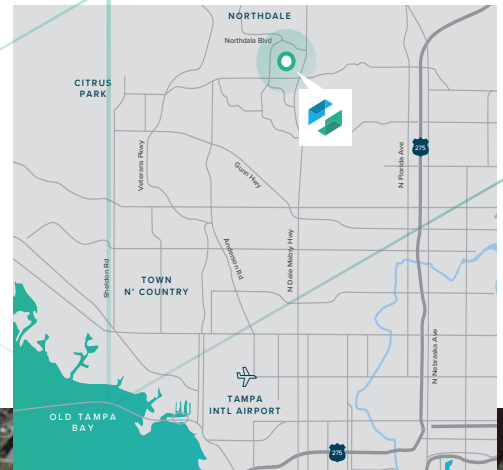 NORTHDALE
Northdale Blvd
CITRUS
PARK
Veterans Pkwy
Gunn Hwy
N Florida Ave
275
Sheldon Rd
Anderson Rd
N Dale Mabry Hwy
TOWN
N' COUNTRY
N Nebraska Ave
TAMPA
INTL AIRPORT
OLD TAMPA
BAY
275